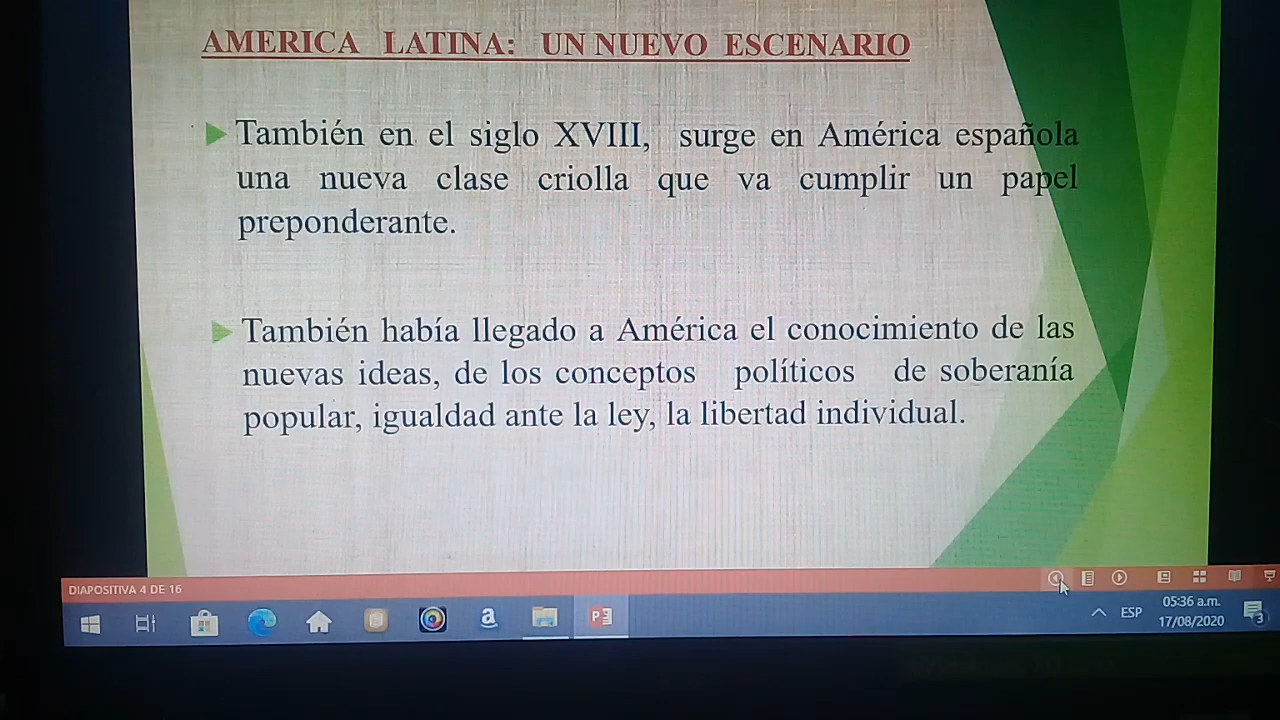 AMERICA LATINA: UN NUEVO ESCENARIO
También en el siglo XVIII, surge en América española
una nueva clase criolla que va cumplir un papel
preponderante.
También había llegado a América el conocimiento de las
nuevas ideas, de los conceptos políticos de soberanía
popular, igualdad ante la ley, la libertad individual.
DIAPOSITIVA 4 DE 16
a
P
ESP
05:36 a.m.
17/08/2020
3